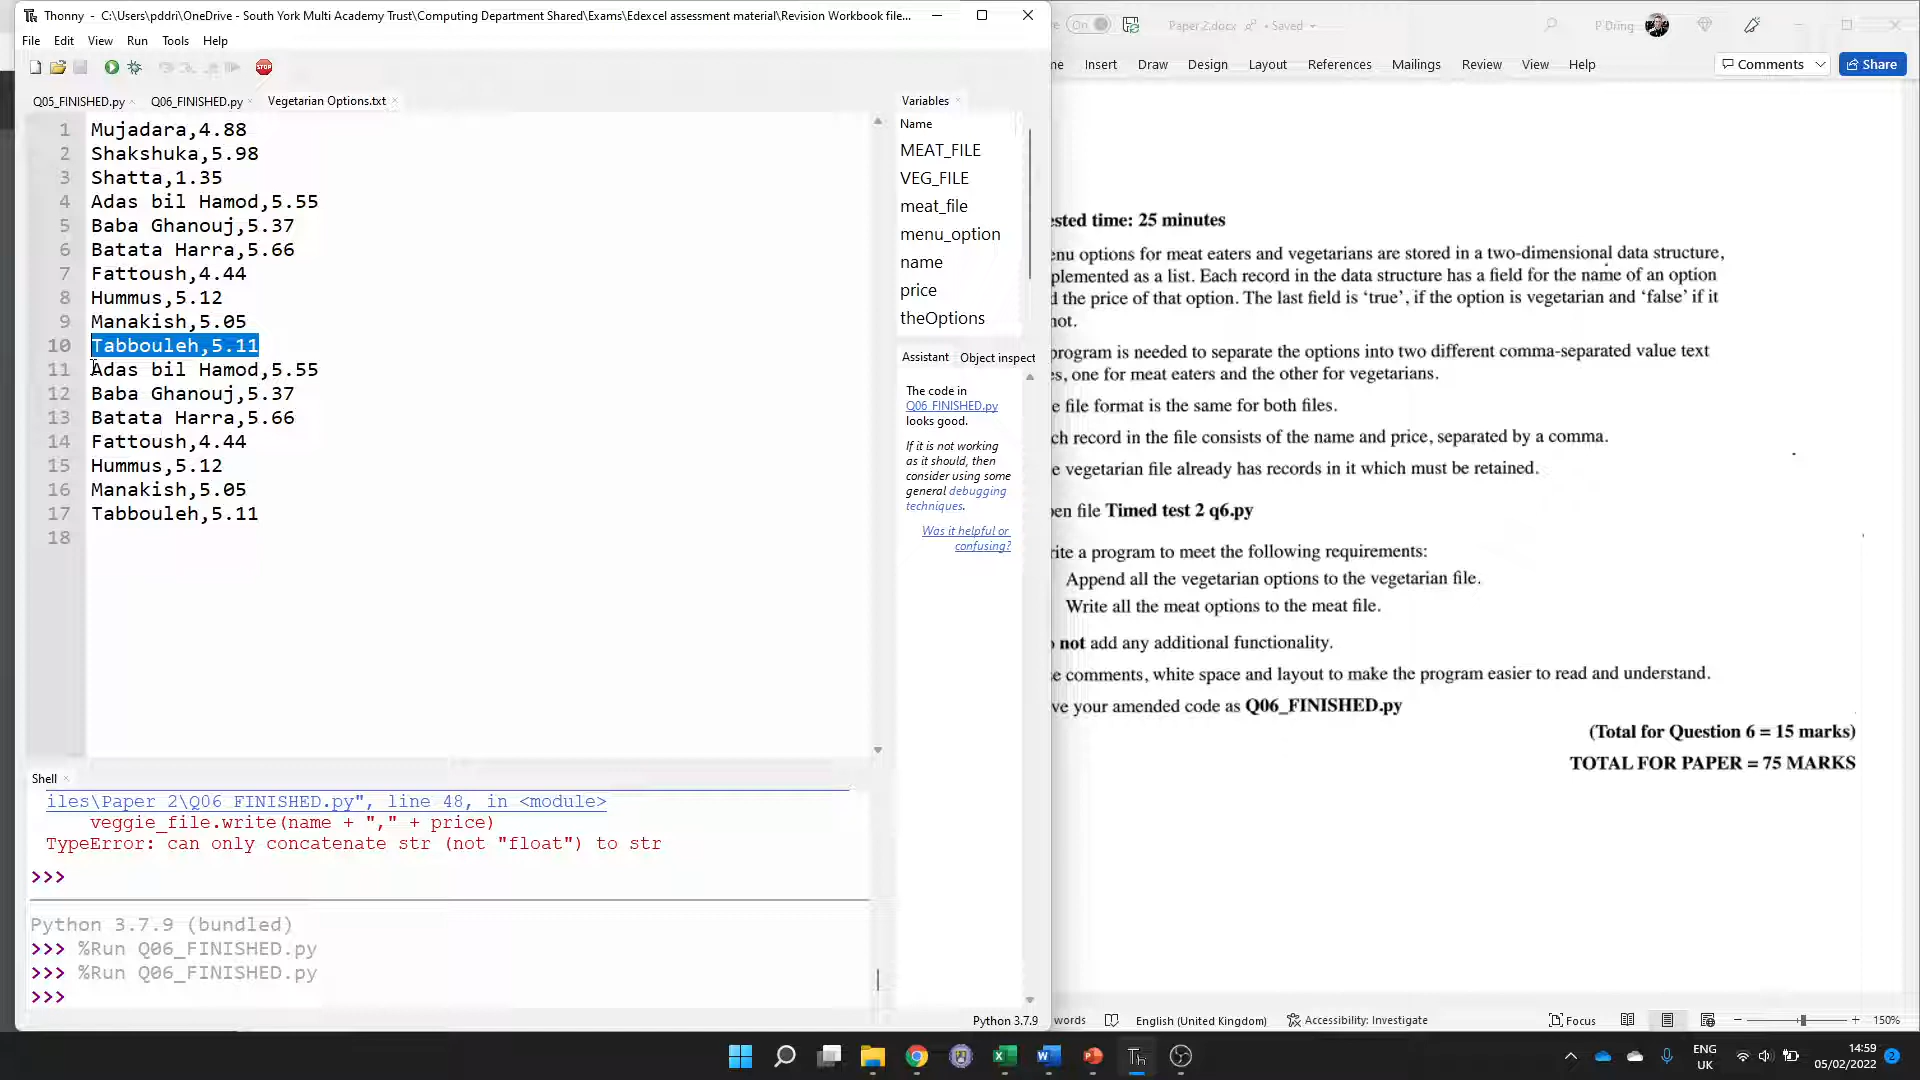 Thonny - C:\Users\pddri\OneDrive - South York Multi Academy Trust\Computing Department Shared\Exams\Edexcel assessment material\Revision Workbook file...
File Edit View Run Tools Help
STOP
Q05_FINISHED.py
Q06_FINISHED.py
Vegetarian Options.txt
1 Mujadara,4.88
2 Shakshuka,5.98
3 Shatta,1.35
4 Adas bil Hamod,5.55
5 Baba Ghanouj,5.37
6 Batata Harra,5.66
7 Fattoush,4.44
8 Hummus,5.12
9 Manakish,5.05
10 Tabbouleh,5.11
11 Adas bil Hamod,5.55
12 Baba Ghanouj,5.37
13 Batata Harra,5.66
14 Fattoush,4.44
15 Hummus,5.12
16 Manakish,5.05
17 Tabbouleh,5.11
18
Shell
iles\Paper 2\Q06_FINISHED.py", line 48, in <module>
veggie_file.write(name + "," + price)
TypeError: can only concatenate str (not "float") to str
>>>
Python 3.7.9 (bundled)
>>> %Run Q06_FINISHED.py
>>> %Run Q06_FINISHED.py
>>>
Variables
Name
MEAT_FILE
VEG_FILE
meat_file
menu_option
name
price
theOptions
Assistant
Object inspect
The code in
Q06_FINISHED.py
looks good.
If it is not working
as it should, then
consider using some
general debugging
techniques.
Was it helpful or
confusing?
Python 3.7.9
On
Paper 2.docx
• Saved
P Dring
me Insert Draw Design Layout References Mailings Review View Help
Comments
Share
ested time: 25 minutes
enu options for meat eaters and vegetarians are stored in a two-dimensional data structure,
plemented as a list. Each record in the data structure has a field for the name of an option
d the price of that option. The last field is ‘true’, if the option is vegetarian and ‘false’ if it
not.
program is needed to separate the options into two different comma-separated value text
es, one for meat eaters and the other for vegetarians.
e file format is the same for both files.
ch record in the file consists of the name and price, separated by a comma.
e vegetarian file already has records in it which must be retained.
pen file Timed test 2 q6.py
rite a program to meet the following requirements:
Append all the vegetarian options to the vegetarian file.
Write all the meat options to the meat file.
o not add any additional functionality.
e comments, white space and layout to make the program easier to read and understand.
ve your amended code as Q06_FINISHED.py
(Total for Question 6 = 15 marks)
TOTAL FOR PAPER = 75 MARKS
words
English (United Kingdom)
Accessibility: Investigate
Focus
150%
ENG
UK
14:59
05/02/2022
2